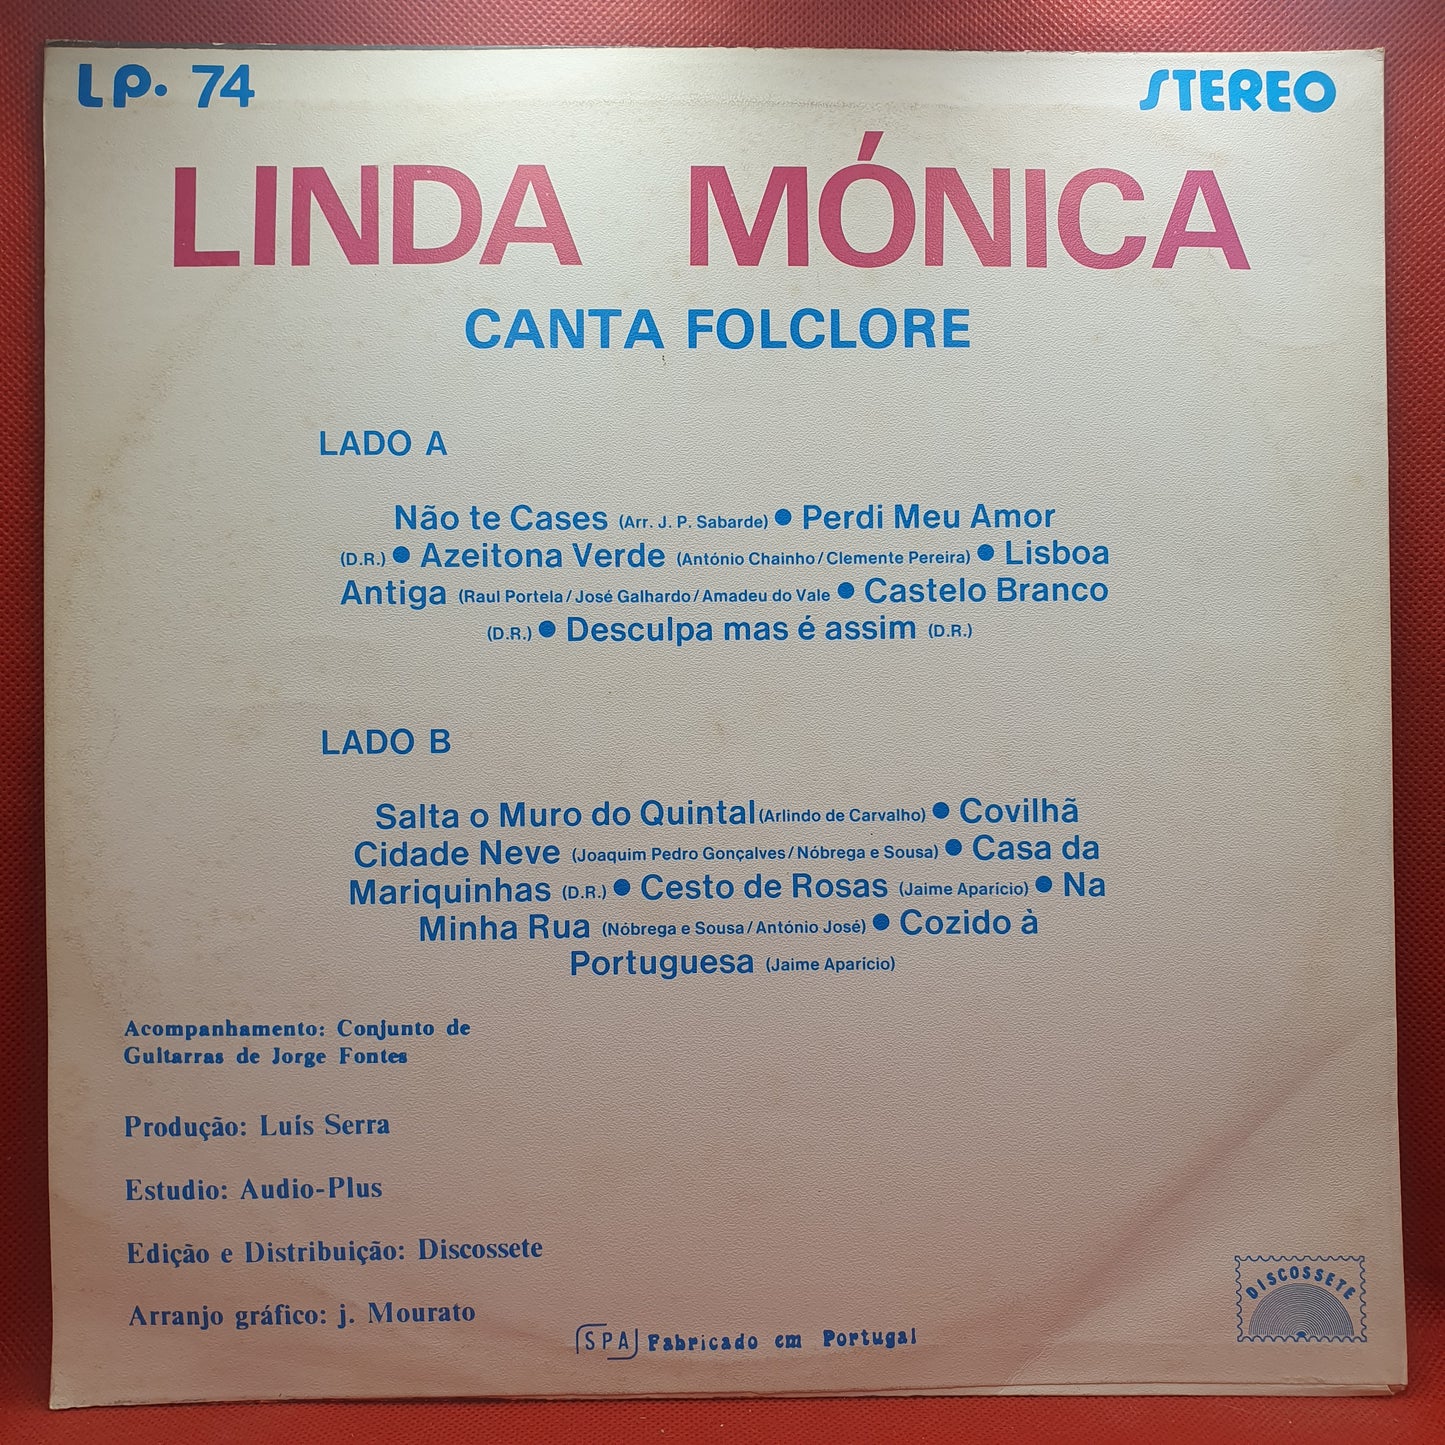 LP. 74 STEREO
LINDA MÓNICA
CANTA FOLCLORE
LADO A
Não te Cases (Arr. J. P. Sabarde) ● Perdi Meu Amor
(D.R.) ● Azeitona Verde (António Chainho/Clemente Pereira) ● Lisboa
Antiga (Raul Portela/José Galhardo/Amadeu do Vale ● Castelo Branco
(D.R.) ● Desculpa mas é assim (D.R.)
LADO B
Salta o Muro do Quintal (Arlindo de Carvalho) ● Covilhã
Cidade Neve (Joaquim Pedro Gonçalves/Nóbrega e Sousa) ● Casa da
Mariquinhas (D.R.) ● Cesto de Rosas (Jaime Aparício) ● Na
Minha Rua (Nóbrega e Sousa/António José) ● Cozido à
Portuguesa (Jaime Aparício)
Acompanhamento: Conjunto de
Guitarras de Jorge Fontes
Produção: Luís Serra
Estudio: Audio-Plus
Edição e Distribuição: Discossete
Arranjo gráfico: j. Mourato
SPA Fabricado em Portugal
DISCOSSETE